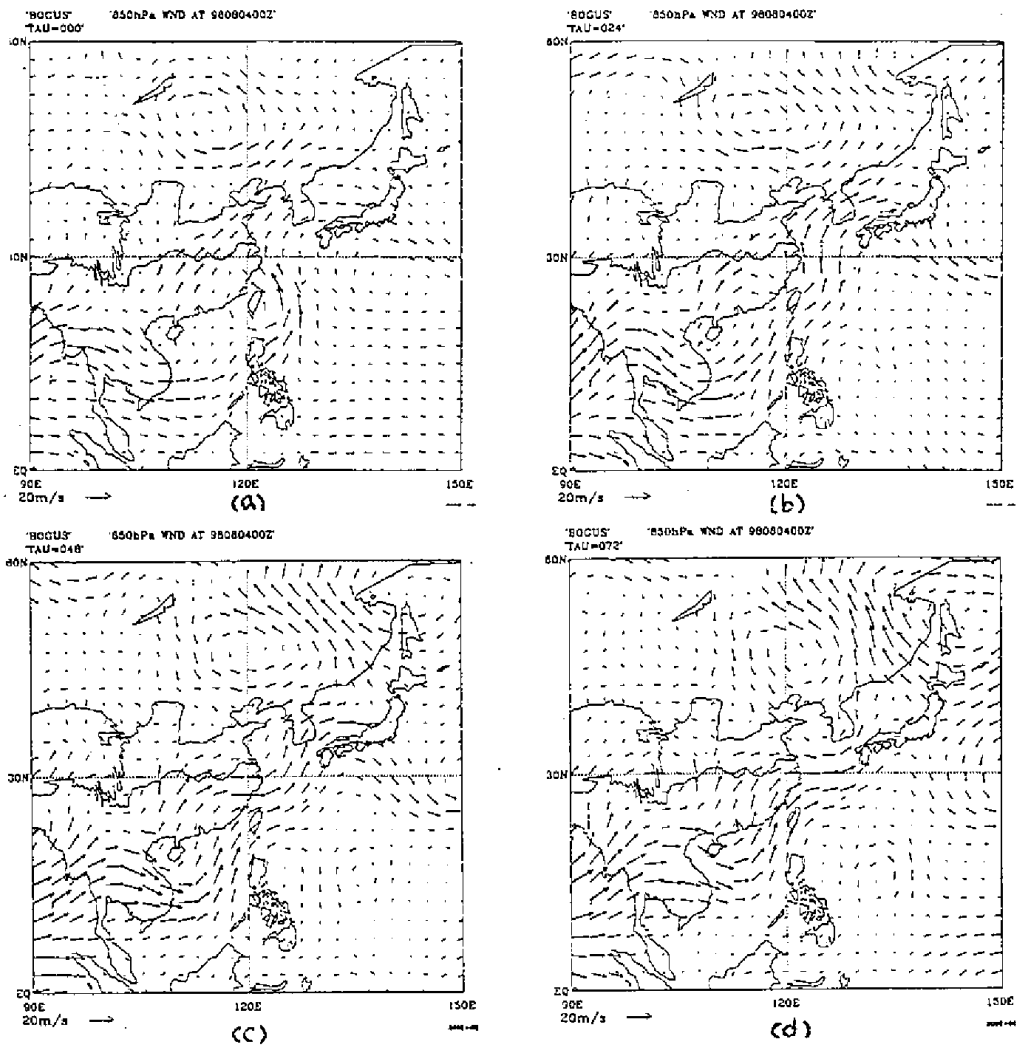 'BOGUS' '850hPa WND AT 98080400Z'
'TAU=000'
30N
EQ
90E 120E 150E
20m/s
(a)
'BOGUS' '850hPa WND AT 98080400Z'
'TAU=024'
60N
30N
EQ
90E 120E 150E
20m/s
(b)
'BOGUS' '850hPa WND AT 98080400Z'
'TAU=048'
60N
30N
EQ
90E 120E 150E
20m/s
(c)
'BOGUS' '850hPa WND AT 98080400Z'
'TAU=072'
60N
30N
EQ
90E 120E 150E
20m/s
(d)